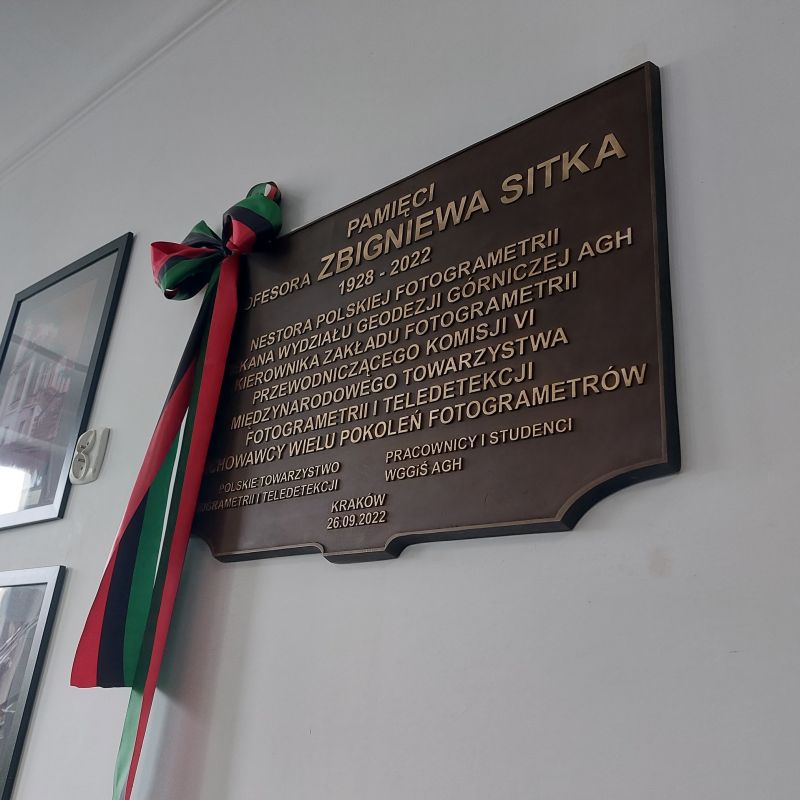 PAMIĘCI
OFESORA ZBIGNIEWA SITKA
1928 - 2022
NESTORA POLSKIEJ FOTOGRAMETRII
KANA WYDZIAŁU GEODEZJI GÓRNICZEJ AGH
KIEROWNIKA ZAKŁADU FOTOGRAMETRII
PRZEWODNICZĄCEGO KOMISJI VI
MIĘDZYNARODOWEGO TOWARZYSTWA
FOTOGRAMETRII I TELEDETEKCJI
CHOWAWCY WIELU POKOLEŃ FOTOGRAMETRÓW
POLSKIE TOWARZYSTWO
OGRAMETRII I TELEDETEKCJI
PRACOWNICY I STUDENCI
WGGiŚ AGH
KRAKÓW
26.09.2022